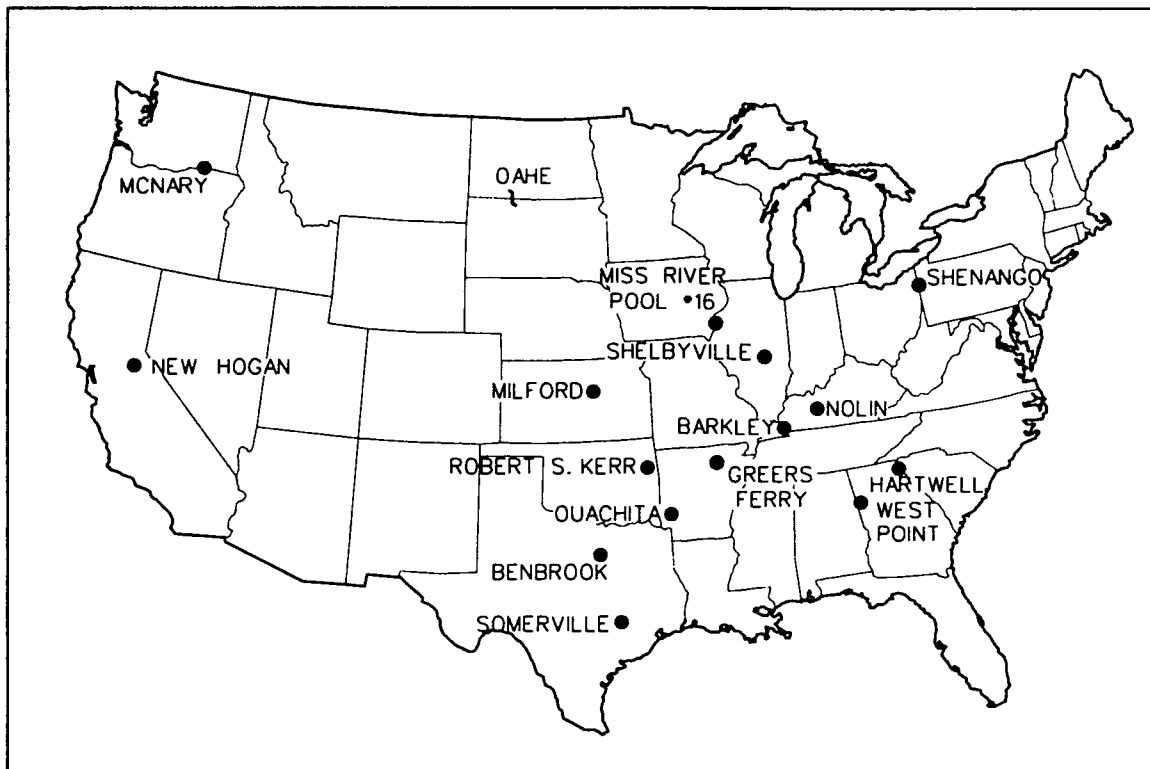 MCNARY
OAHE
MISS RIVER
POOL •16
SHENANGO
SHELBYVILLE
NEW HOGAN
MILFORD
NOLIN
BARKLEY
ROBERT S. KERR
GREERS
FERRY
HARTWELL
WEST
POINT
OUACHITA
BENBROOK
SOMERVILLE